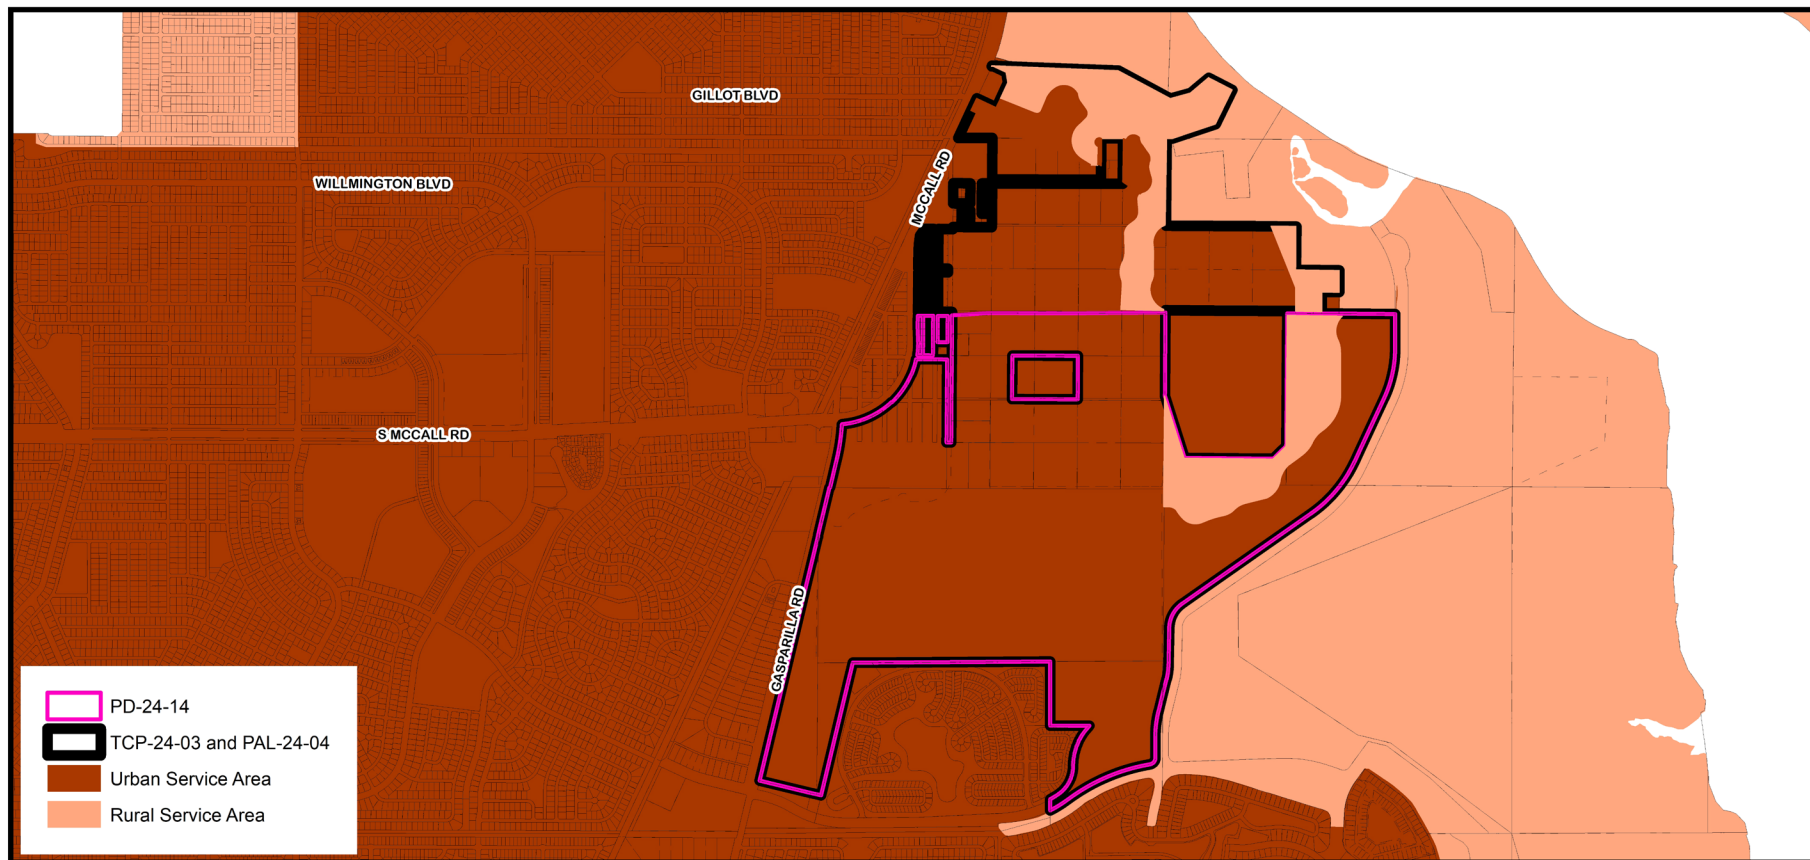 GILLOT BLVD
WILLMINGTON BLVD
MCCALL RD
S MCCALL RD
GASPARILLA RD
PD-24-14
TCP-24-03 and PAL-24-04
Urban Service Area
Rural Service Area